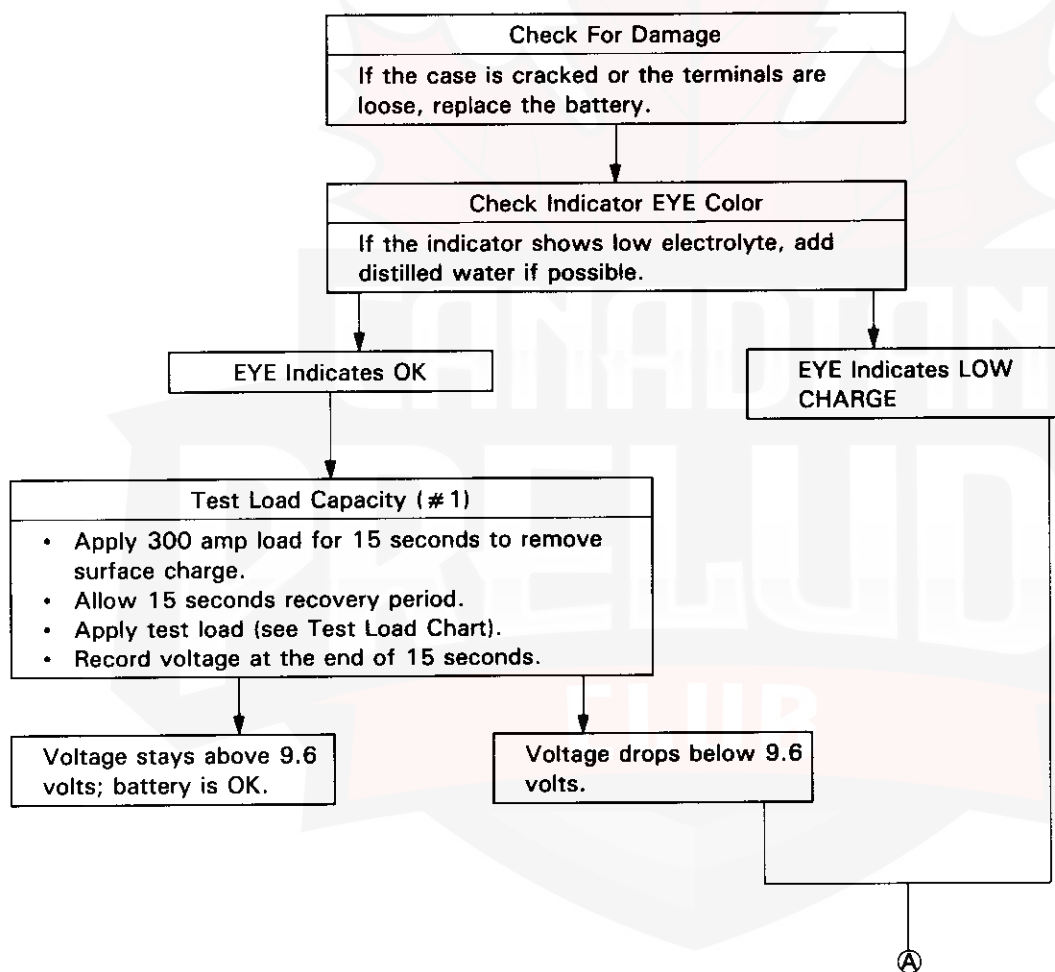 Check For Damage
If the case is cracked or the terminals are
loose, replace the battery.
Check Indicator EYE Color
If the indicator shows low electrolyte, add
distilled water if possible.
EYE Indicates OK
EYE Indicates LOW
CHARGE
Test Load Capacity (#1)
• Apply 300 amp load for 15 seconds to remove
surface charge.
• Allow 15 seconds recovery period.
• Apply test load (see Test Load Chart).
• Record voltage at the end of 15 seconds.
Voltage stays above 9.6
volts; battery is OK.
Voltage drops below 9.6
volts.
Ⓐ
CANADIAN
PRELUD
CLUB